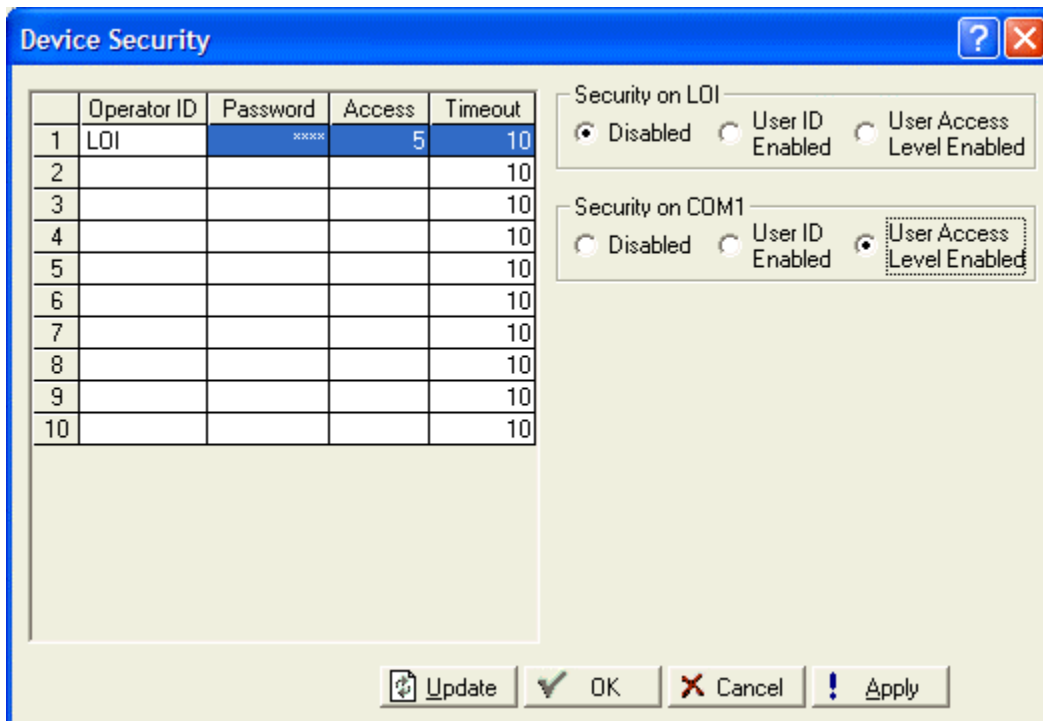 Device Security
Operator ID Password Access Timeout
1 LOI **** 5 10
2 10
3 10
4 10
5 10
6 10
7 10
8 10
9 10
10 10
Security on LOI
Disabled
User ID
Enabled
User Access
Level Enabled
Security on COM1
Disabled
User ID
Enabled
User Access
Level Enabled
Update
OK
Cancel
! Apply